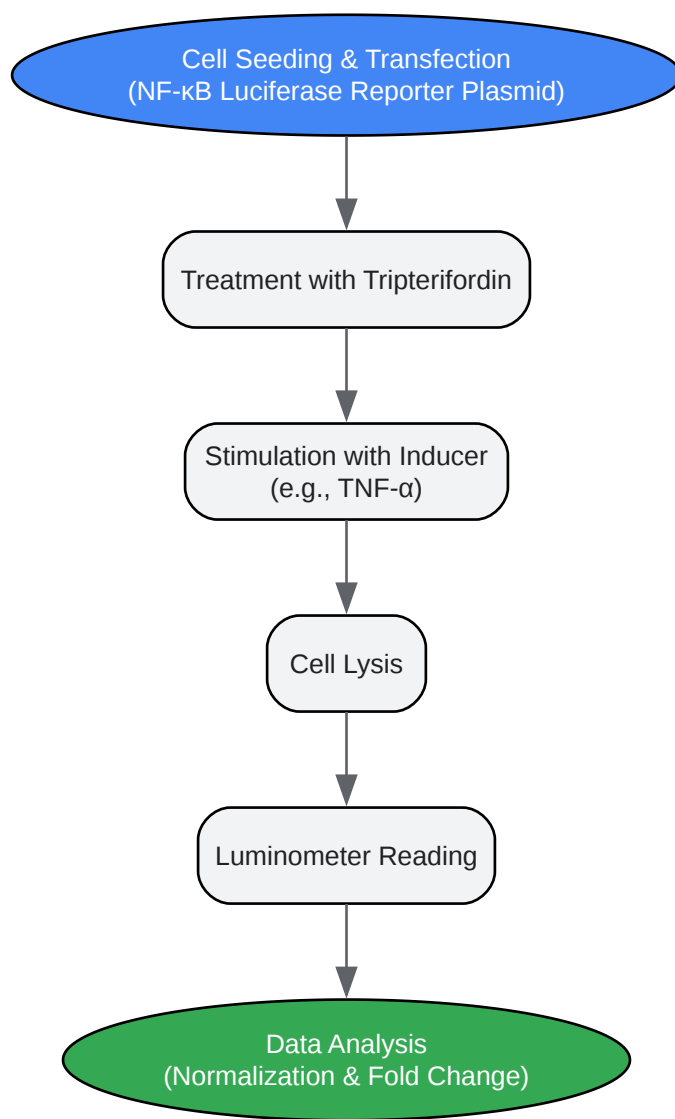 Cell Seeding & Transfection
(NF-κB Luciferase Reporter Plasmid)
Treatment with Tripterifordin
Stimulation with Inducer
(e.g., TNF-α)
Cell Lysis
Luminometer Reading
Data Analysis
(Normalization & Fold Change)